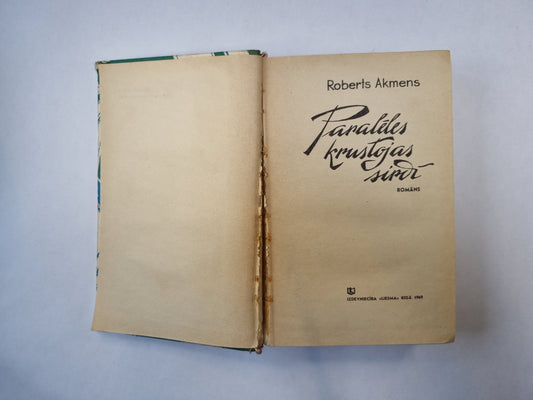 Roberts Akmens
Paralēles
krustojas
sirdī
ROMĀNS
IZDEVNIECĪBA «LIESMA» RĪGĀ 1969